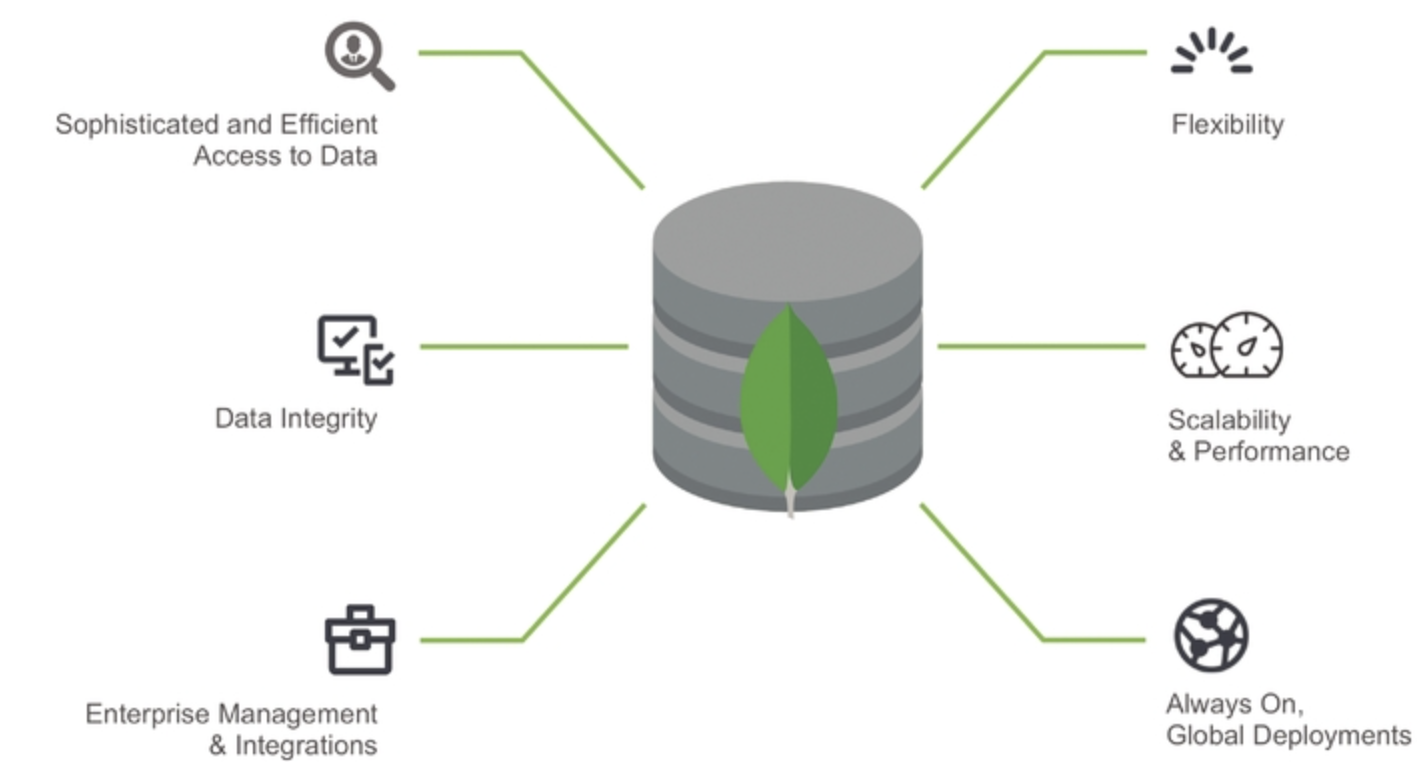 Sophisticated and Efficient
Access to Data
Flexibility
Data Integrity
Scalability
& Performance
Enterprise Management
& Integrations
Always On,
Global Deployments